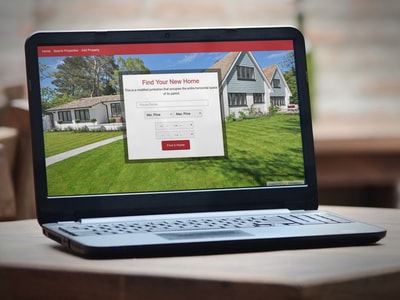 Home Search Properties Add Property
Find Your New Home
This is a modified jumbotron that occupies the entire horizontal space
of its parent.
Min. Price Max. Price
Find A Home